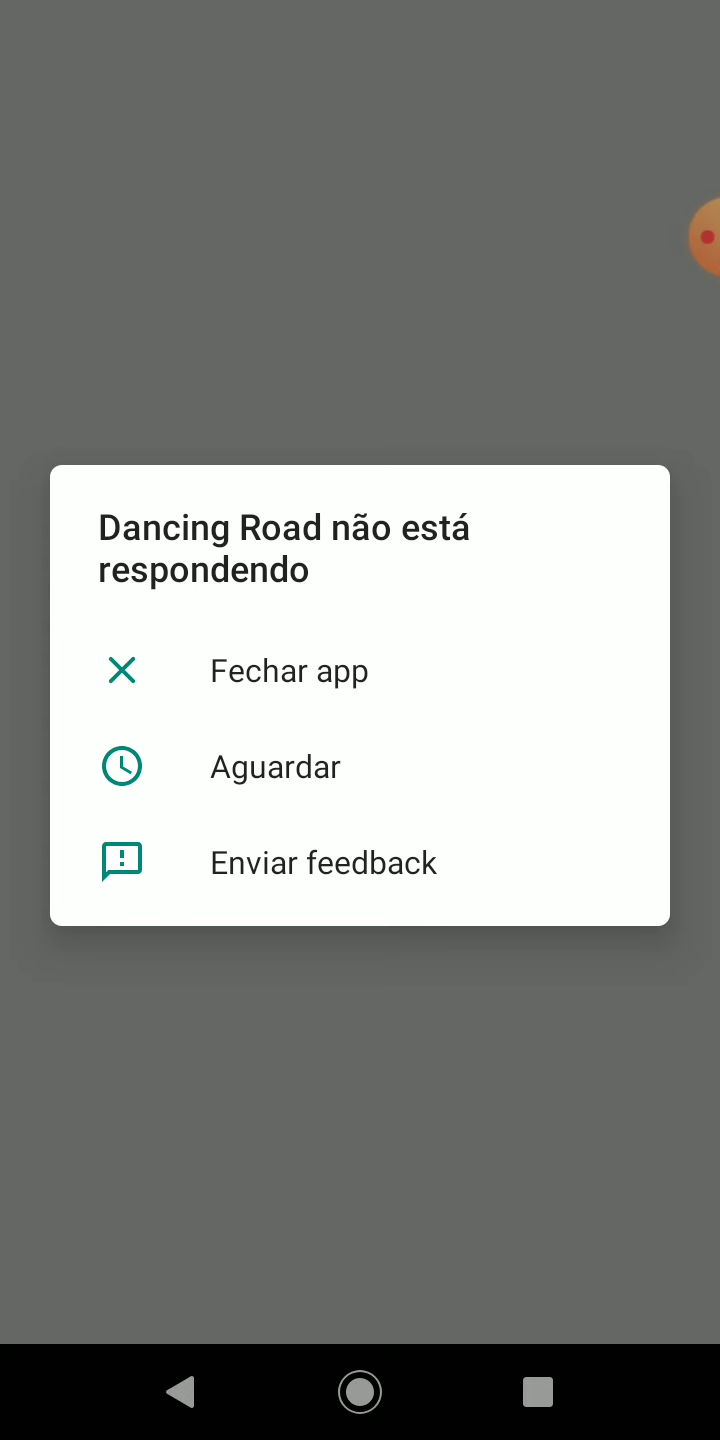 Dancing Road não está
respondendo
Fechar app
Aguardar
Enviar feedback